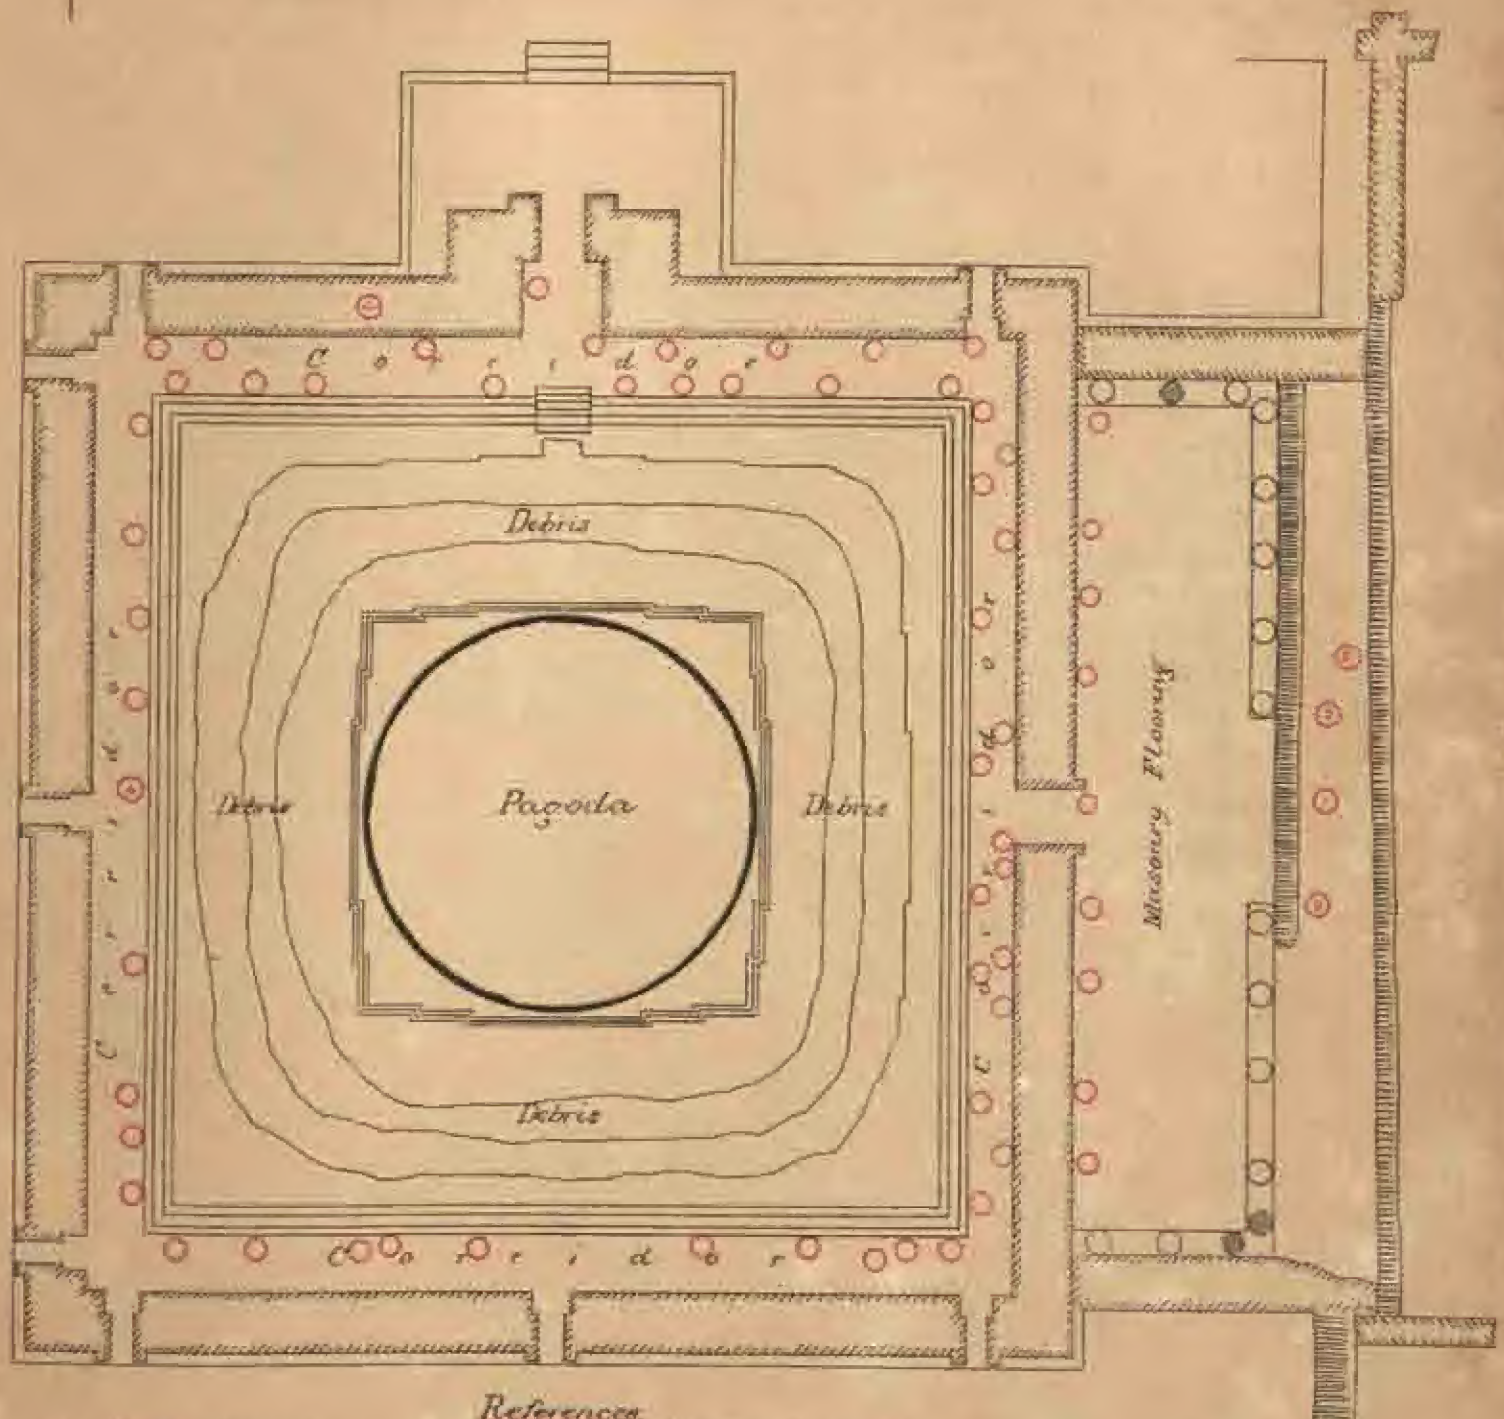 Corridor
Debris
Corridor
Debris
Pagoda
Debris
Corridor
Masonry Flooring
Debris
Corridor
References